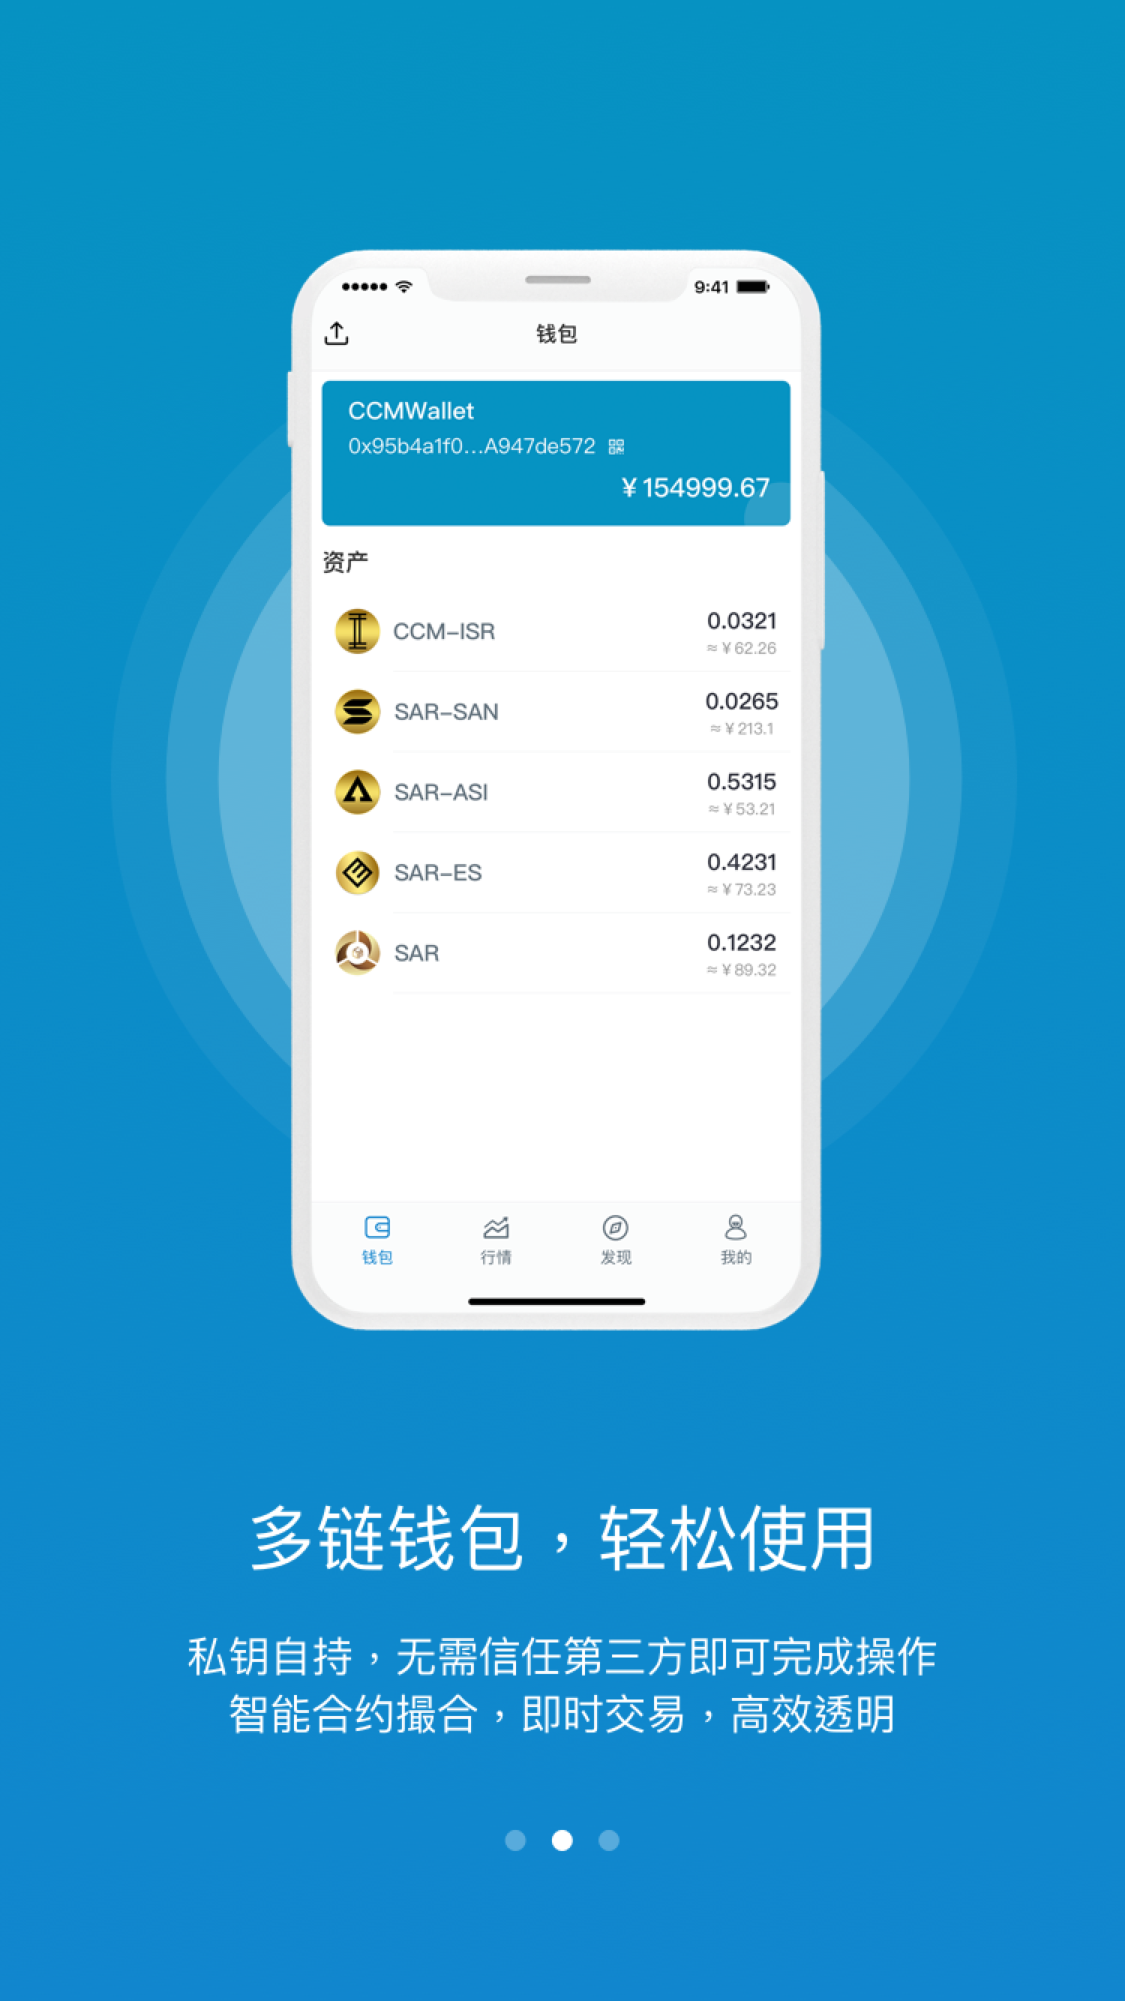 9:41
钱包
CCMWallet
0x95b4a1f0...A947de572
¥ 154999.67
资产
CCM-ISR
0.0321
≈ ¥ 62.26
SAR-SAN
0.0265
≈ ¥ 213.1
SAR-ASI
0.5315
≈ ¥ 53.21
SAR-ES
0.4231
≈ ¥ 73.23
SAR
0.1232
≈ ¥ 89.32
钱包 行情 发现 我的
多链钱包，轻松使用
私钥自持，无需信任第三方即可完成操作
智能合约撮合，即时交易，高效透明